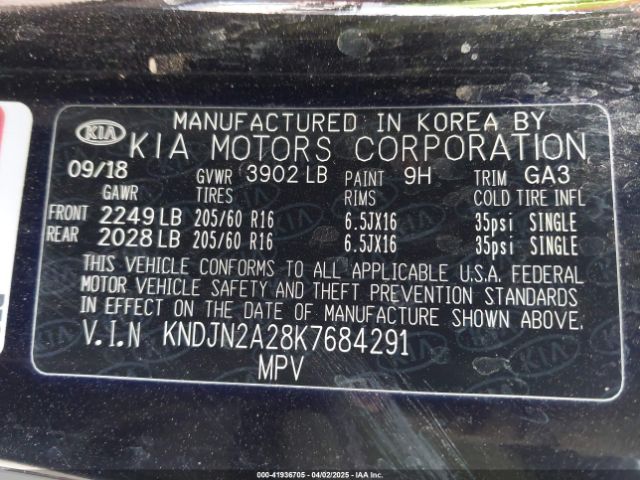 MANUFACTURED IN KOREA BY
KIA KIA MOTORS CORPORATION
09/18 GVWR 3902 LB PAINT 9H TRIM GA3
GAWR TIRES RIMS COLD TIRE INFL
FRONT 2249 LB 205/60 R16 6.5JX16 35psi SINGLE
REAR 2028 LB 205/60 R16 6.5JX16 35psi SINGLE
THIS VEHICLE CONFORMS TO ALL APPLICABLE U.S.A. FEDERAL
MOTOR VEHICLE SAFETY AND THEFT PREVENTION STANDARDS
IN EFFECT ON THE DATE OF MANUFACTURE SHOWN ABOVE.
V.I.N KNDJN2A28K7684291
MPV
000-41936705 04/02/2025 - IAAI.COM